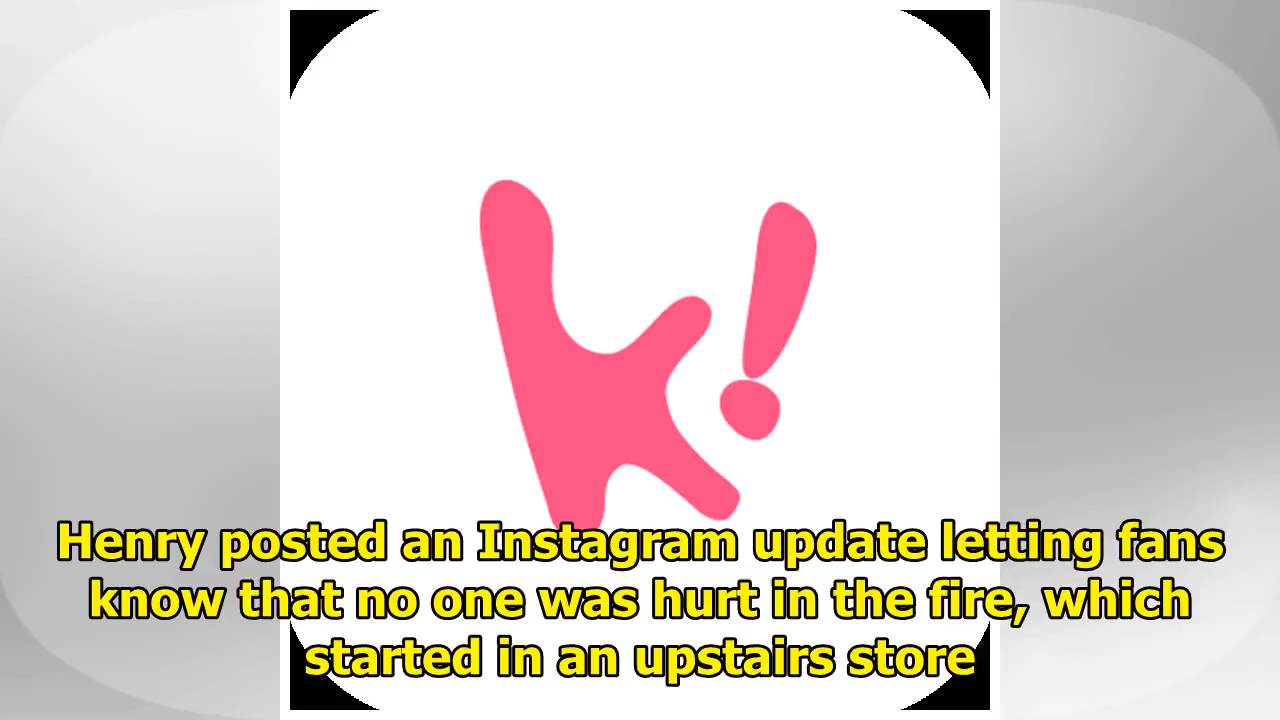 k!
Henry posted an Instagram update letting fans
know that no one was hurt in the fire, which
started in an upstairs store